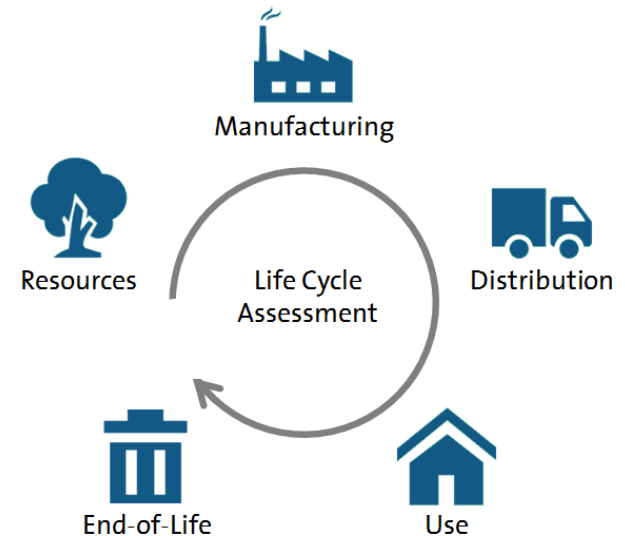 Manufacturing
Resources
Life Cycle
Assessment
Distribution
End-of-Life
Use